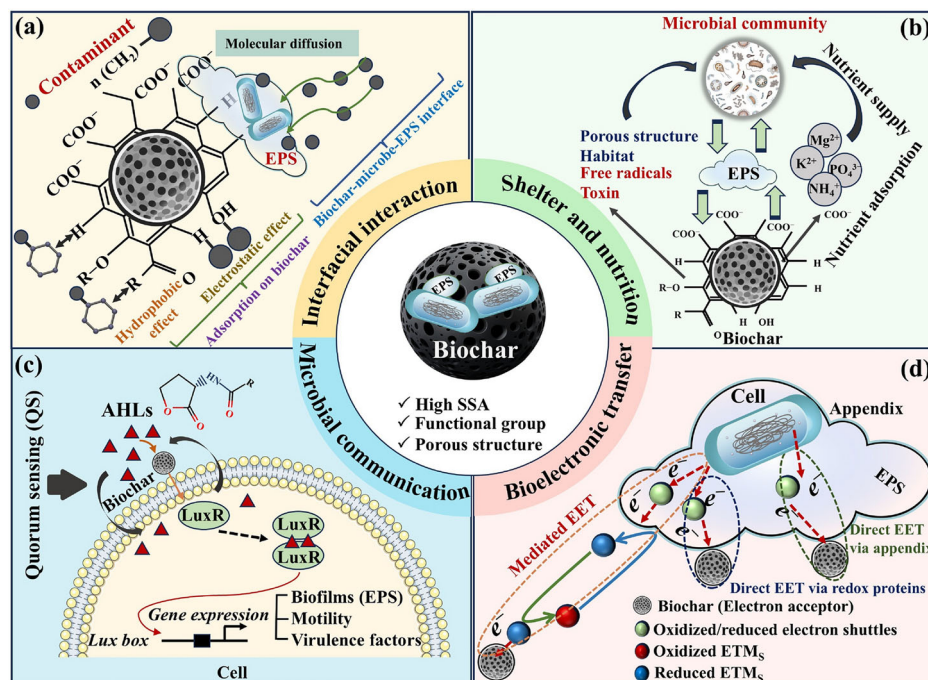 (a)
Contaminant
n (CH2)
COO⁻
COO⁻
COO⁻
COO⁻
COO⁻
Molecular diffusion
H
EPS
Biochar-microbe-EPS interface
H
R-O
R
O
H
OH
Hydrophobic
effect
Electrostatic effect
Adsorption on biochar
(b)
Microbial community
Nutrient supply
Nutrient adsorption
Porous structure
Habitat
Free radicals
Toxin
EPS
Mg²⁺
K⁺
PO₄³⁻
NH₄⁺
COO⁻
COO⁻
COO⁻
COO⁻
COO⁻
R-O
R
O
H
OH
H
H
H
Biochar
Interfacial interaction
Shelter and nutrition
Microbial communication
Bioelectronic transfer
EPS
EPS
Biochar
✓ High SSA
✓ Functional group
✓ Porous structure
(c)
Quorum sensing (QS)
AHLs
O
O
HN
O
R
Biochar
LuxR
LuxR
LuxR
Lux box
Gene expression
Biofilms (EPS)
Motility
Virulence factors
Cell
(d)
Cell
Appendix
EPS
e⁻
e⁻
e⁻
e⁻
e⁻
e⁻
e⁻
Mediated EET
Direct EET
via appendix
Direct EET via redox proteins
Biochar (Electron acceptor)
Oxidized/reduced electron shuttles
Oxidized ETMS
Reduced ETMS